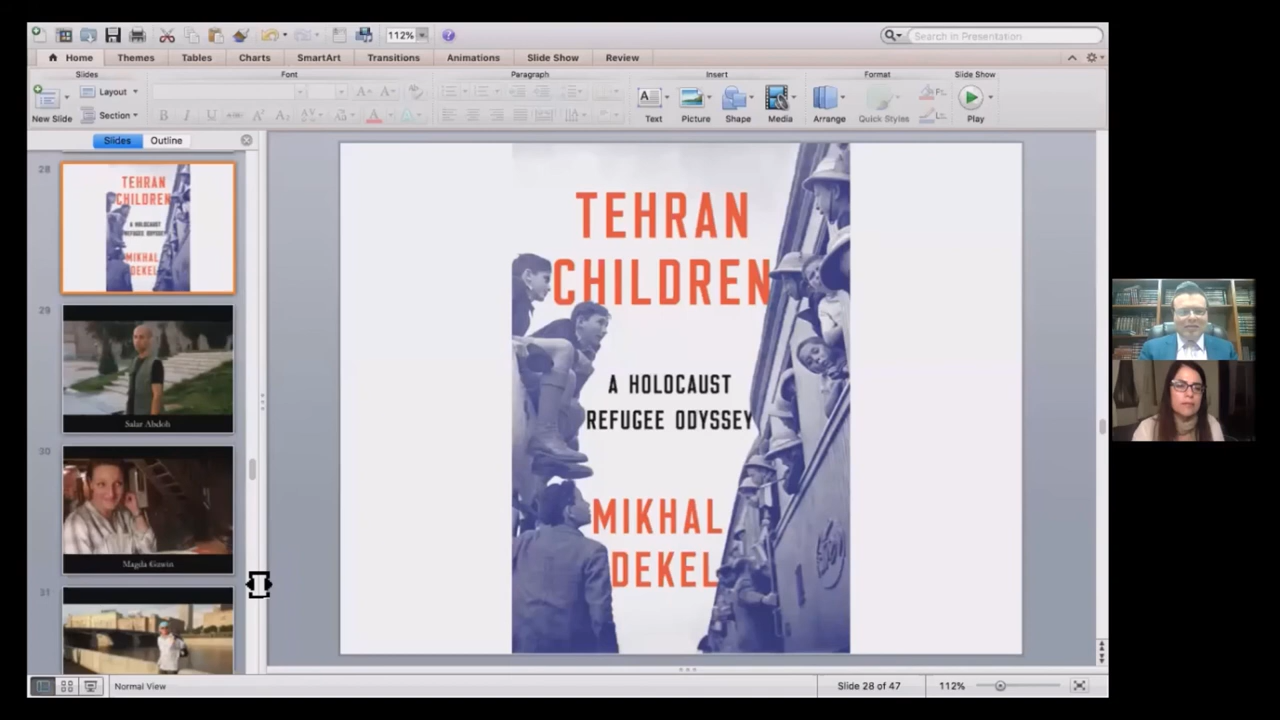 112%
Search in Presentation
Home
Themes
Tables
Charts
SmartArt
Transitions
Animations
Slide Show
Review
Slides
Font
Paragraph
Insert
Format
Slide Show
New Slide
Layout
Section
Text
Picture
Shape
Media
Arrange
Quick Styles
Play
Slides
Outline
28
TEHRAN
CHILDREN
A HOLOCAUST
REFUGEE ODYSSEY
MIKHAL
DEKEL
29
Salar Abdoh
30
Magda Gawin
31
TEHRAN
CHILDREN
A HOLOCAUST
REFUGEE ODYSSEY
MIKHAL
DEKEL
Normal View
Slide 28 of 47
112%